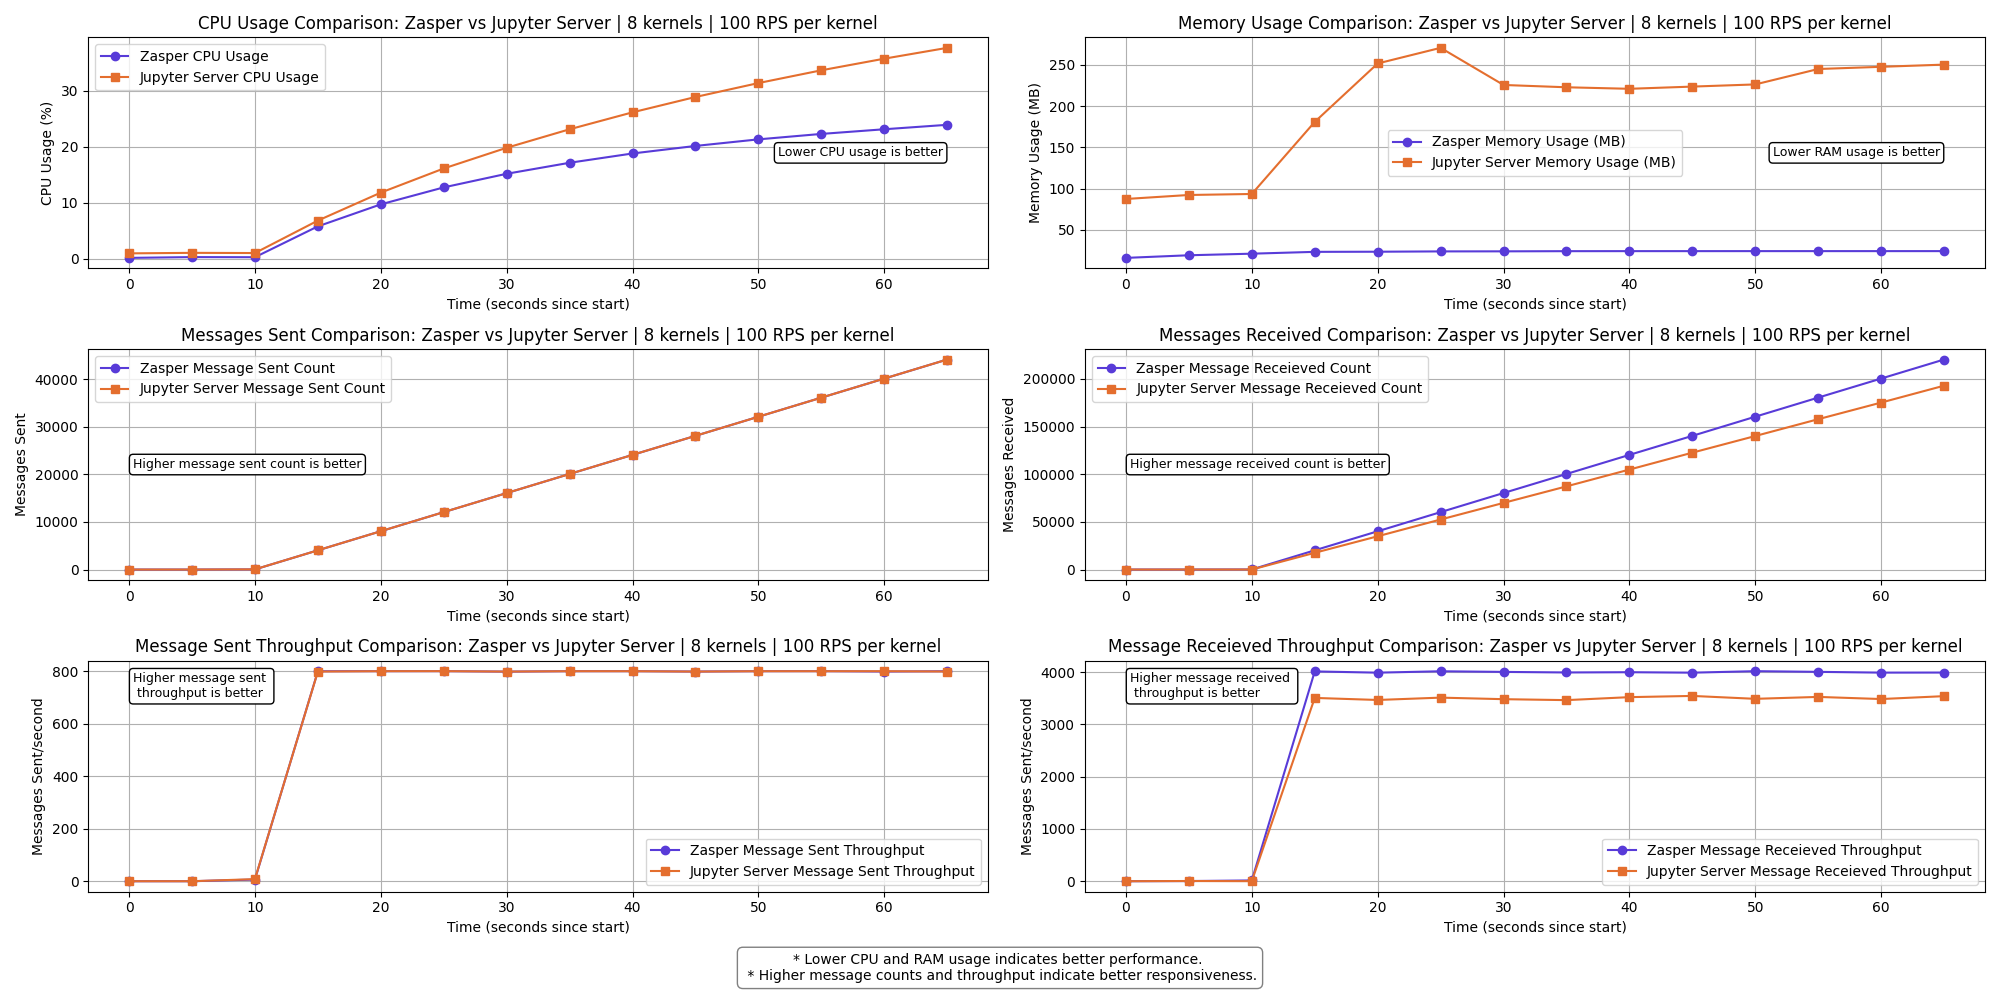 CPU Usage Comparison: Zasper vs Jupyter Server | 8 kernels | 100 RPS per kernel
Zasper CPU Usage
Jupyter Server CPU Usage
Lower CPU usage is better
CPU Usage (%)
30
20
10
0
0 10 20 30 40 50 60
Time (seconds since start)
Memory Usage Comparison: Zasper vs Jupyter Server | 8 kernels | 100 RPS per kernel
Zasper Memory Usage (MB)
Jupyter Server Memory Usage (MB)
Lower RAM usage is better
Memory Usage (MB)
250
200
150
100
50
0 10 20 30 40 50 60
Time (seconds since start)
Messages Sent Comparison: Zasper vs Jupyter Server | 8 kernels | 100 RPS per kernel
Zasper Message Sent Count
Jupyter Server Message Sent Count
Higher message sent count is better
Messages Sent
40000
30000
20000
10000
0
0 10 20 30 40 50 60
Time (seconds since start)
Messages Received Comparison: Zasper vs Jupyter Server | 8 kernels | 100 RPS per kernel
Zasper Message Receieved Count
Jupyter Server Message Receieved Count
Higher message received count is better
Messages Received
200000
150000
100000
50000
0
0 10 20 30 40 50 60
Time (seconds since start)
Message Sent Throughput Comparison: Zasper vs Jupyter Server | 8 kernels | 100 RPS per kernel
Higher message sent
throughput is better
Messages Sent/second
800
600
400
200
0
Zasper Message Sent Throughput
Jupyter Server Message Sent Throughput
0 10 20 30 40 50 60
Time (seconds since start)
Message Receieved Throughput Comparison: Zasper vs Jupyter Server | 8 kernels | 100 RPS per kernel
Higher message received
throughput is better
Messages Sent/second
4000
3000
2000
1000
0
Zasper Message Receieved Throughput
Jupyter Server Message Receieved Throughput
0 10 20 30 40 50 60
Time (seconds since start)
* Lower CPU and RAM usage indicates better performance.
* Higher message counts and throughput indicate better responsiveness.